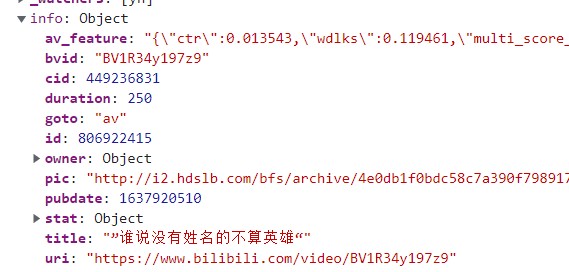 _watchers: [yn]
info: Object
av_feature: "{\"ctr\":0.013543,\"wdlks\":0.119461,\"multi_score_
bvid: "BV1R34y197z9"
cid: 449236831
duration: 250
goto: "av"
id: 806922415
owner: Object
pic: "http://i2.hdslb.com/bfs/archive/4e0db1f0bdc58c7a390f798917
pubdate: 1637920510
stat: Object
title: "”谁说没有姓名的不算英雄“"
uri: "https://www.bilibili.com/video/BV1R34y197z9"